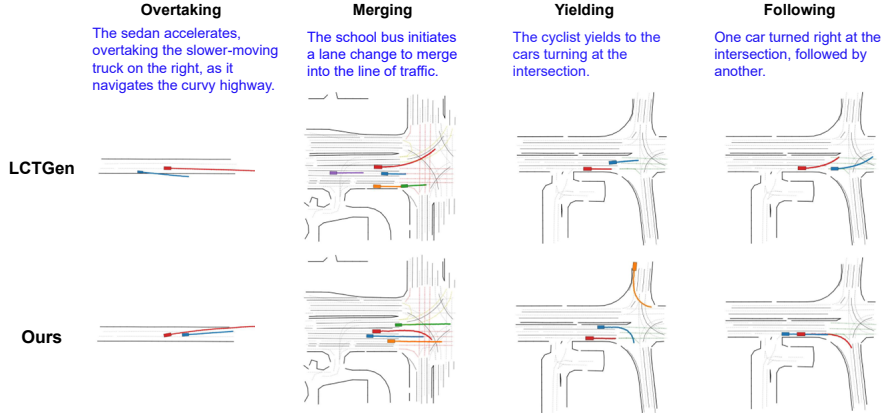 Overtaking
Merging
Yielding
Following
The sedan accelerates,
overtaking the slower-moving
truck on the right, as it
navigates the curvy highway.
The school bus initiates
a lane change to merge
into the line of traffic.
The cyclist yields to the
cars turning at the
intersection.
One car turned right at the
intersection, followed by
another.
LCTGen
Ours